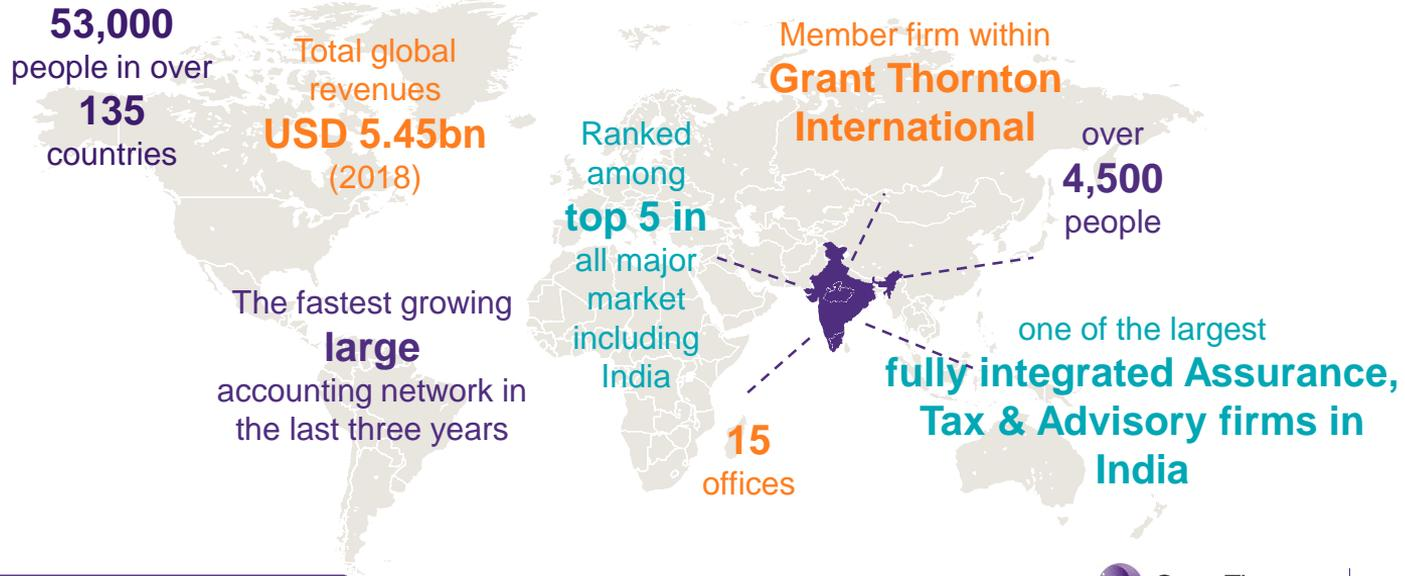 53,000
people in over
135
countries
Total global
revenues
USD 5.45bn
(2018)
The fastest growing
large
accounting network in
the last three years
Ranked
among
top 5 in
all major
market
including
India
Member firm within
Grant Thornton
International
over
4,500
people
one of the largest
fully integrated Assurance,
Tax & Advisory firms in
India
15
offices